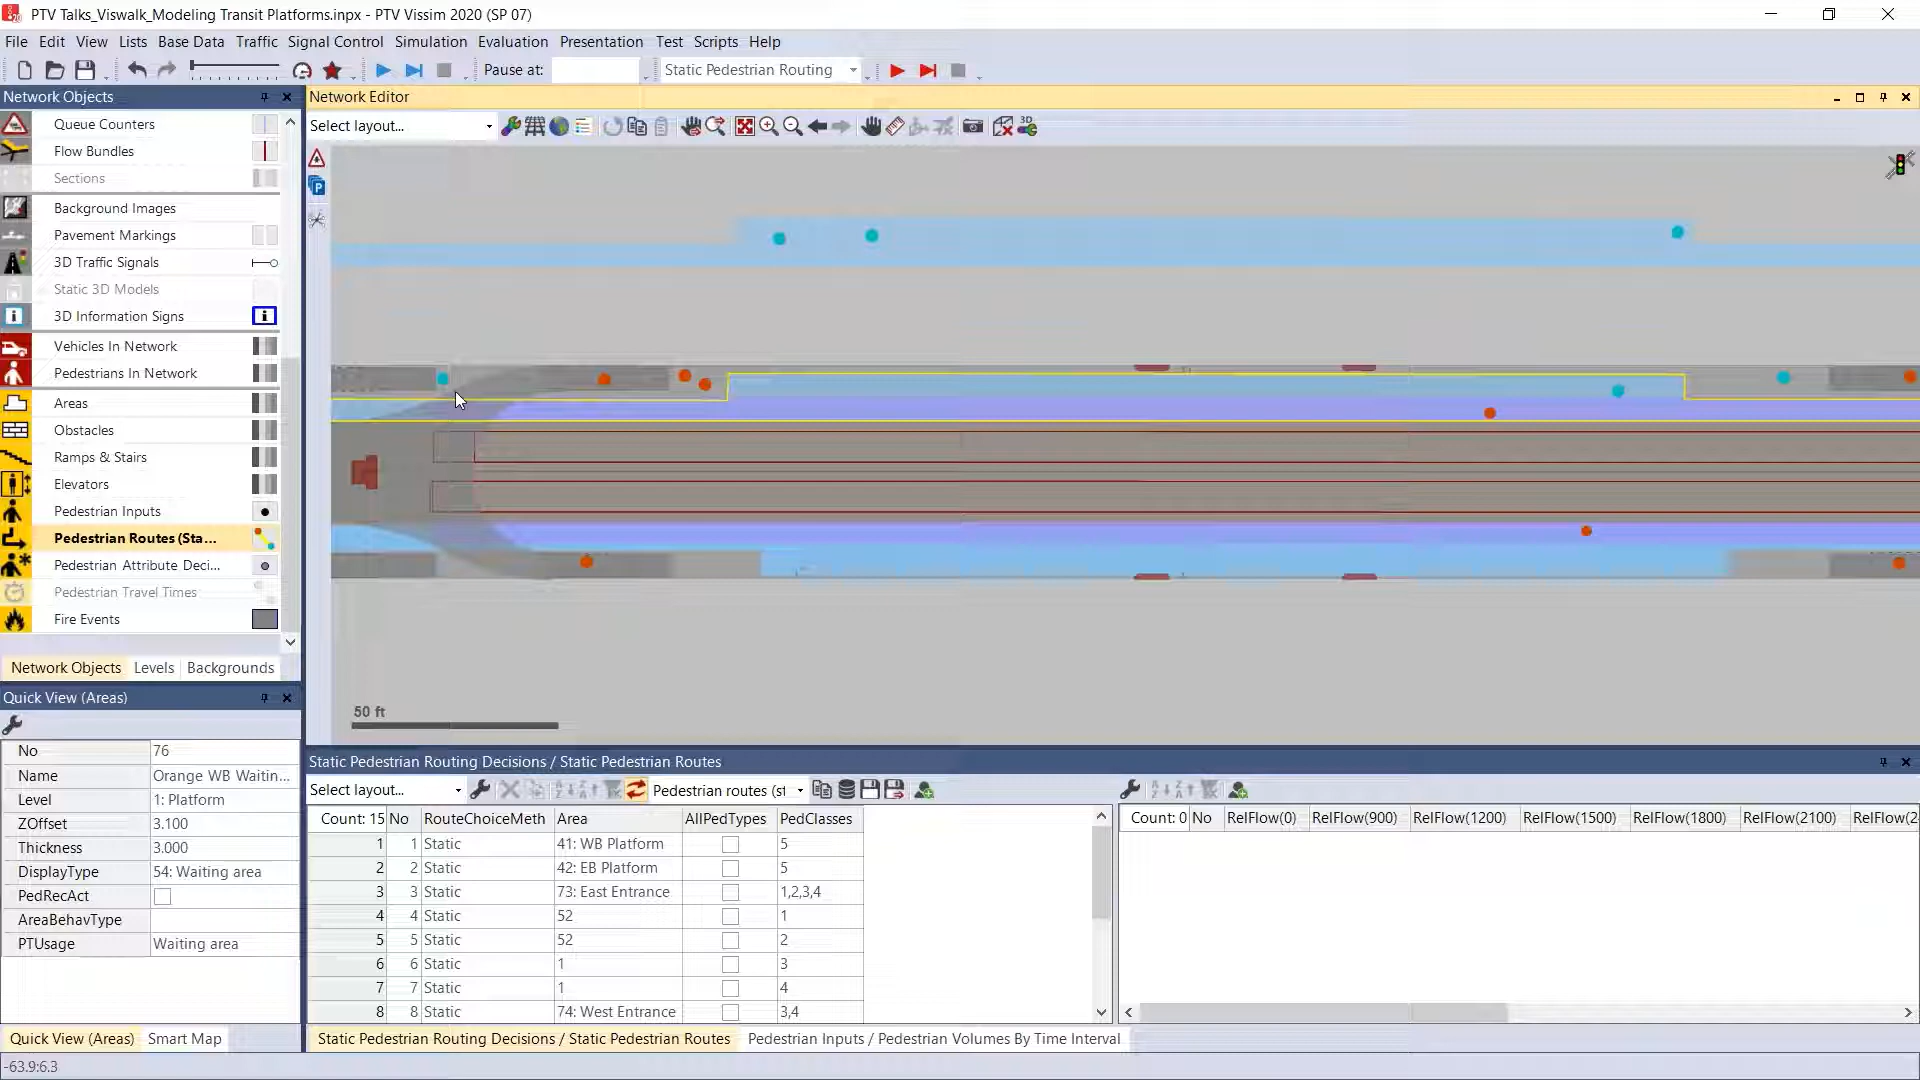 PTV Talks_Viswalk_Modeling Transit Platforms.inpx - PTV Vissim 2020 (SP 07)
File Edit View Lists Base Data Traffic Signal Control Simulation Evaluation Presentation Test Scripts Help
Pause at: Static Pedestrian Routing
Network Objects
Queue Counters
Flow Bundles
Sections
Background Images
Pavement Markings
3D Traffic Signals
Static 3D Models
3D Information Signs
Vehicles In Network
Pedestrians In Network
Areas
Obstacles
Ramps & Stairs
Elevators
Pedestrian Inputs
Pedestrian Routes (Sta...
Pedestrian Attribute Deci...
Pedestrian Travel Times
Fire Events
Network Objects Levels Backgrounds
Quick View (Areas)
No 76
Name Orange WB Waitin...
Level 1: Platform
ZOffset 3.100
Thickness 3.000
DisplayType 54: Waiting area
PedRecAct
AreaBehavType
PTUsage Waiting area
Quick View (Areas) Smart Map
-63.9:6.3
Network Editor
Select layout...
3D
50 ft
Static Pedestrian Routing Decisions / Static Pedestrian Routes
Select layout... Pedestrian routes (st
Count: 15 No RouteChoiceMeth Area AllPedTypes PedClasses
1 1 Static 41: WB Platform 5
2 2 Static 42: EB Platform 5
3 3 Static 73: East Entrance 1,2,3,4
4 4 Static 52 1
5 5 Static 52 2
6 6 Static 1 3
7 7 Static 1 4
8 8 Static 74: West Entrance 3,4
Count: 0 No RelFlow(0) RelFlow(900) RelFlow(1200) RelFlow(1500) RelFlow(1800) RelFlow(2100) RelFlow(2
Static Pedestrian Routing Decisions / Static Pedestrian Routes Pedestrian Inputs / Pedestrian Volumes By Time Interval